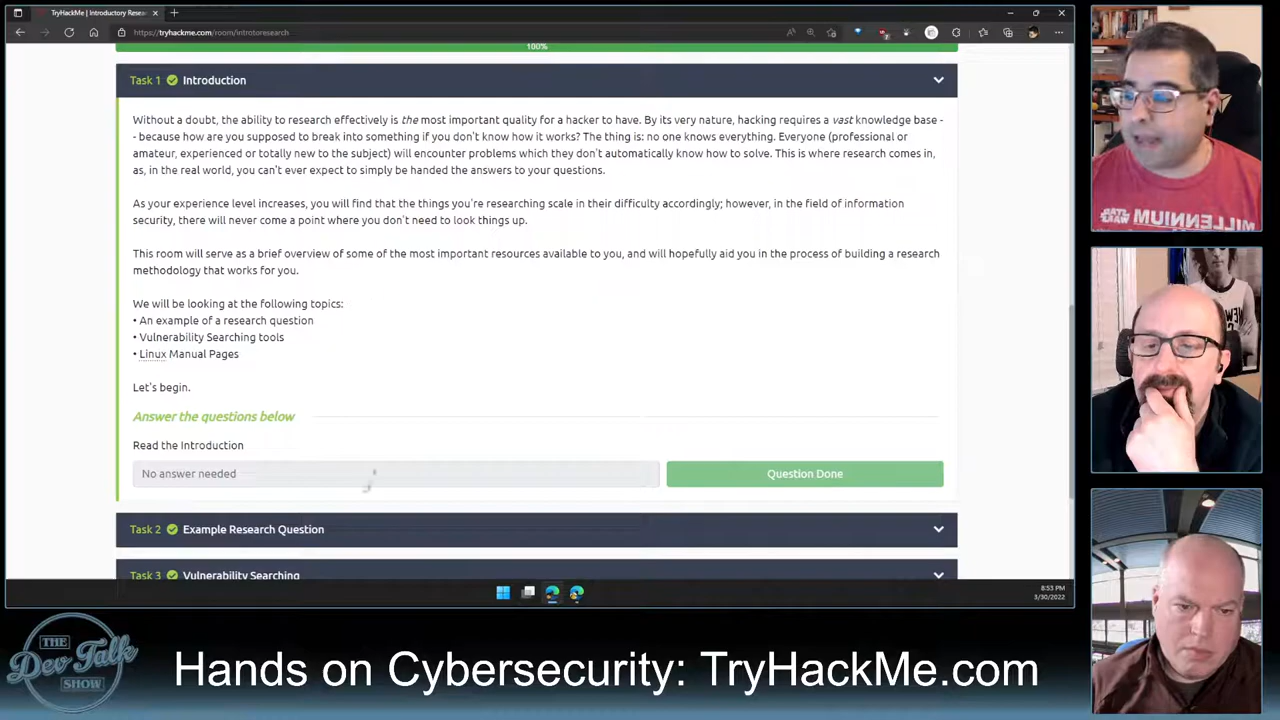 TryHackMe | Introductory Resea
https://tryhackme.com/room/introtoresearch
100%
Task 1 Introduction
Without a doubt, the ability to research effectively is the most important quality for a hacker to have. By its very nature, hacking requires a vast knowledge base -
- because how are you supposed to break into something if you don't know how it works? The thing is: no one knows everything. Everyone (professional or
amateur, experienced or totally new to the subject) will encounter problems which they don't automatically know how to solve. This is where research comes in,
as, in the real world, you can't ever expect to simply be handed the answers to your questions.
As your experience level increases, you will find that the things you're researching scale in their difficulty accordingly; however, in the field of information
security, there will never come a point where you don't need to look things up.
This room will serve as a brief overview of some of the most important resources available to you, and will hopefully aid you in the process of building a research
methodology that works for you.
We will be looking at the following topics:
• An example of a research question
• Vulnerability Searching tools
• Linux Manual Pages
Let's begin.
Answer the questions below
Read the Introduction
No answer needed
Question Done
Task 2 Example Research Question
Task 3 Vulnerability Searching
8:53 PM
3/30/2022
THE
Dev Talk
SHOW
Hands on Cybersecurity: TryHackMe.com
STAR WARS
MILLENNIUM